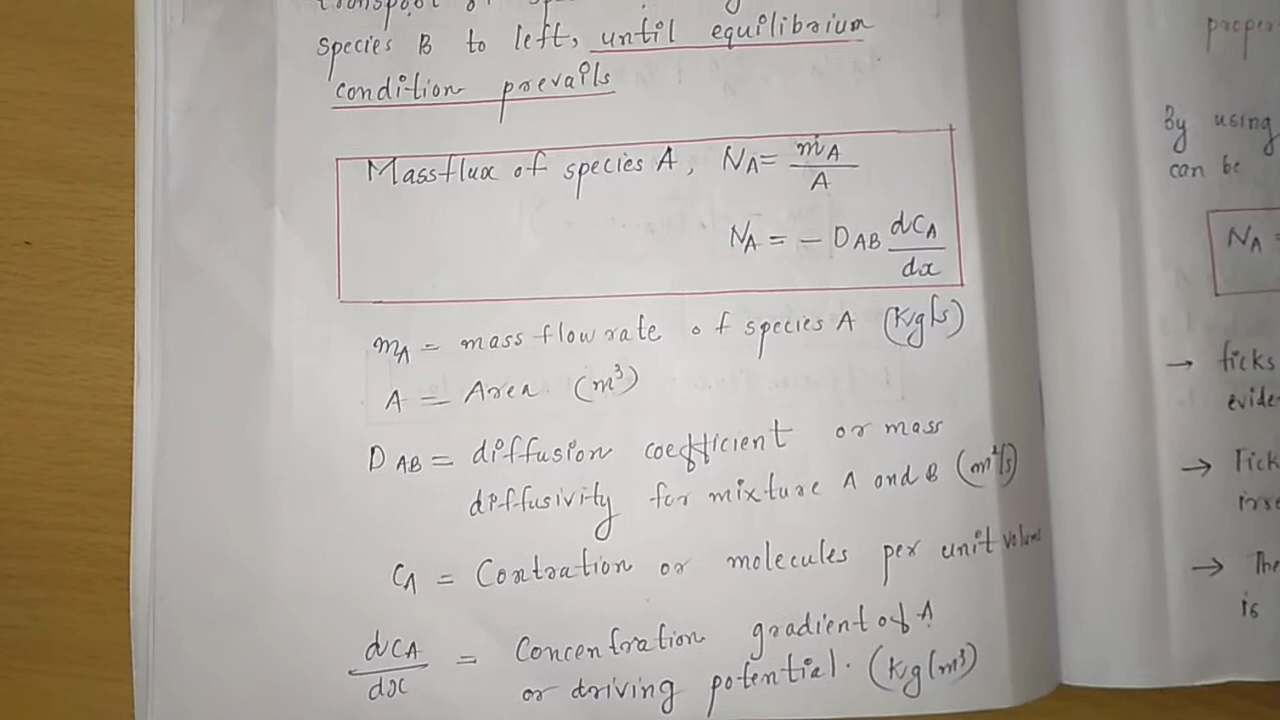 species B to left, until equilibrium
condition prevails
Massflux of species A, NA = ṁA / A
NA = - DAB dCA / dx
mA = mass flow rate of species A (Kg/s)
A = Area (m³)
DAB = diffusion coefficient or mass
diffusivity for mixture A and B (m²/s)
CA = Contration or molecules per unit volume
dCA / dx = Concentration gradient of A
or driving potential. (Kg/m³)
proper
By using
can be
NA =
→ ficks
evide
→ Fick
→ The
is